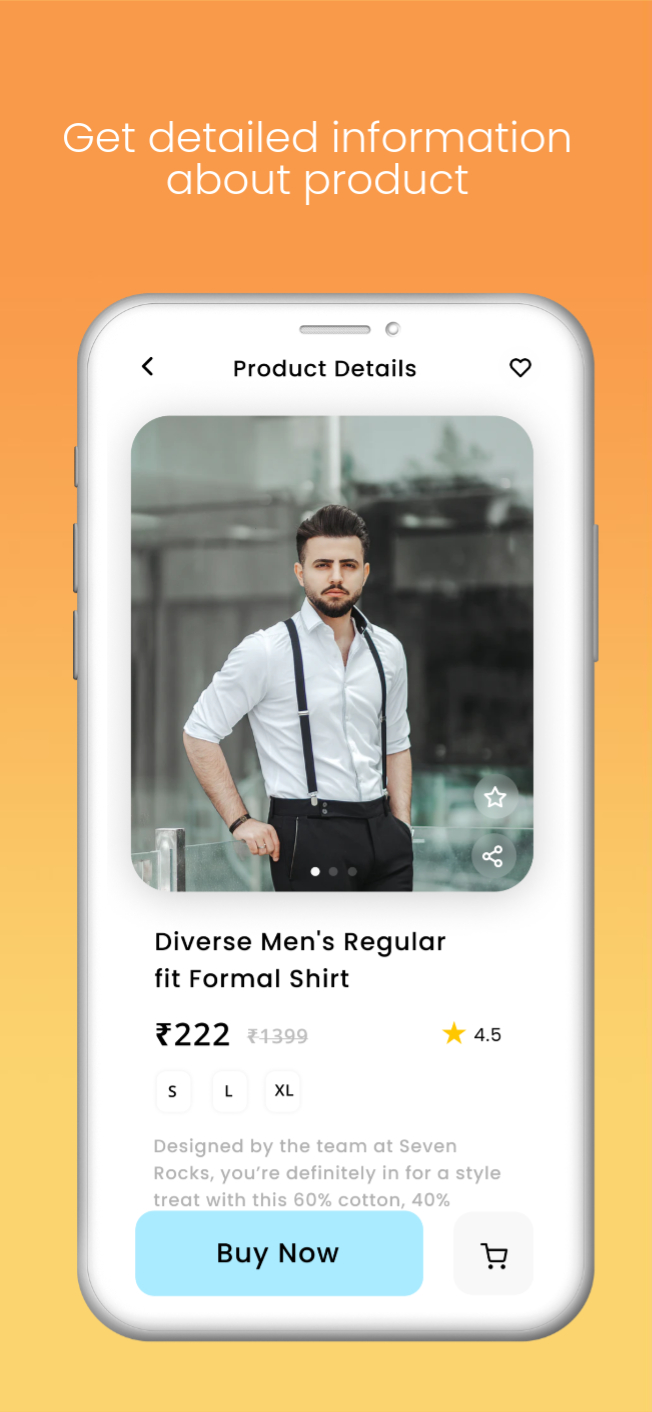 Get detailed information
about product
Product Details
Diverse Men's Regular
fit Formal Shirt
₹222 ₹1399 4.5
S L XL
Designed by the team at Seven
Rocks, you’re definitely in for a style
treat with this 60% cotton, 40%
Buy Now